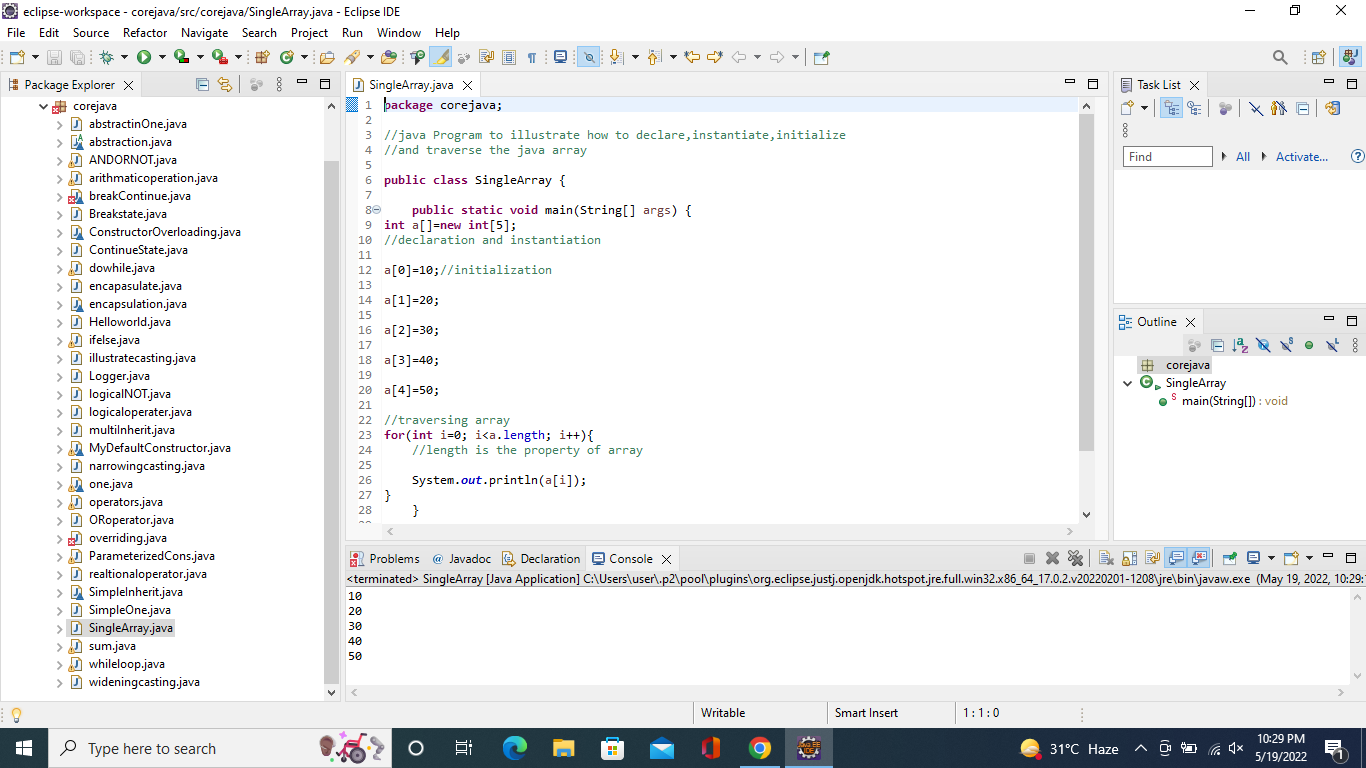 eclipse-workspace - corejava/src/corejava/SingleArray.java - Eclipse IDE
File Edit Source Refactor Navigate Search Project Run Window Help
Package Explorer
corejava
abstractinOne.java
abstraction.java
ANDORNOT.java
arithmaticoperation.java
breakContinue.java
Breakstate.java
ConstructorOverloading.java
ContinueState.java
dowhile.java
encapasulate.java
encapsulation.java
Helloworld.java
ifelse.java
illustratecasting.java
Logger.java
logicalNOT.java
logicaloperater.java
multiInherit.java
MyDefaultConstructor.java
narrowingcasting.java
one.java
operators.java
ORoperator.java
overriding.java
ParameterizedCons.java
realtionaloperator.java
SimpleInherit.java
SimpleOne.java
SingleArray.java
sum.java
whileloop.java
wideningcasting.java
SingleArray.java
1 package corejava;
2
3 //java Program to illustrate how to declare,instantiate,initialize
4 //and traverse the java array
5
6 public class SingleArray {
7
8 public static void main(String[] args) {
9 int a[]=new int[5];
10 //declaration and instantiation
11
12 a[0]=10;//initialization
13
14 a[1]=20;
15
16 a[2]=30;
17
18 a[3]=40;
19
20 a[4]=50;
21
22 //traversing array
23 for(int i=0; i<a.length; i++){
24 //length is the property of array
25
26 System.out.println(a[i]);
27 }
28 }
Task List
Find All Activate...
Outline
corejava
SingleArray
main(String[]) : void
Problems Javadoc Declaration Console
<terminated> SingleArray [Java Application] C:\Users\user\.p2\pool\plugins\org.eclipse.justj.openjdk.hotspot.jre.full.win32.x86_64_17.0.2.v20220201-1208\jre\bin\javaw.exe (May 19, 2022, 10:29:
10
20
30
40
50
Writable Smart Insert 1 : 1 : 0
Type here to search
31°C Haze
10:29 PM
5/19/2022
1